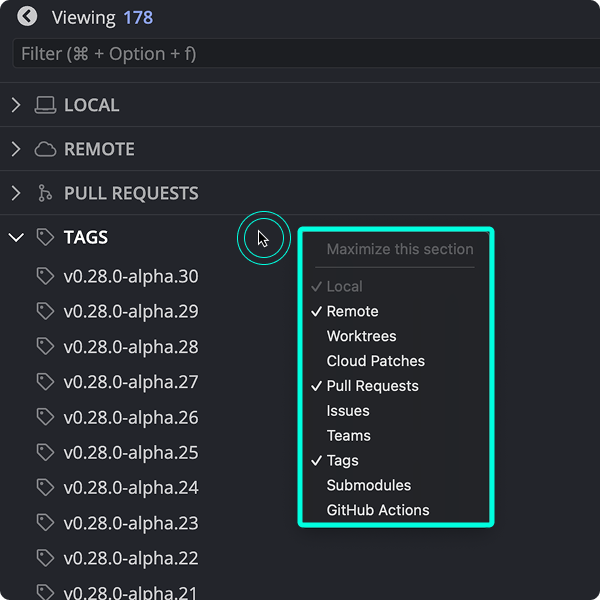 Viewing 178
Filter (⌘ + Option + f)
LOCAL
REMOTE
PULL REQUESTS
TAGS
v0.28.0-alpha.30
v0.28.0-alpha.29
v0.28.0-alpha.28
v0.28.0-alpha.27
v0.28.0-alpha.26
v0.28.0-alpha.25
v0.28.0-alpha.24
v0.28.0-alpha.23
v0.28.0-alpha.22
v0.28.0-alpha.21
Maximize this section
✓ Local
✓ Remote
Worktrees
Cloud Patches
✓ Pull Requests
Issues
Teams
✓ Tags
Submodules
GitHub Actions